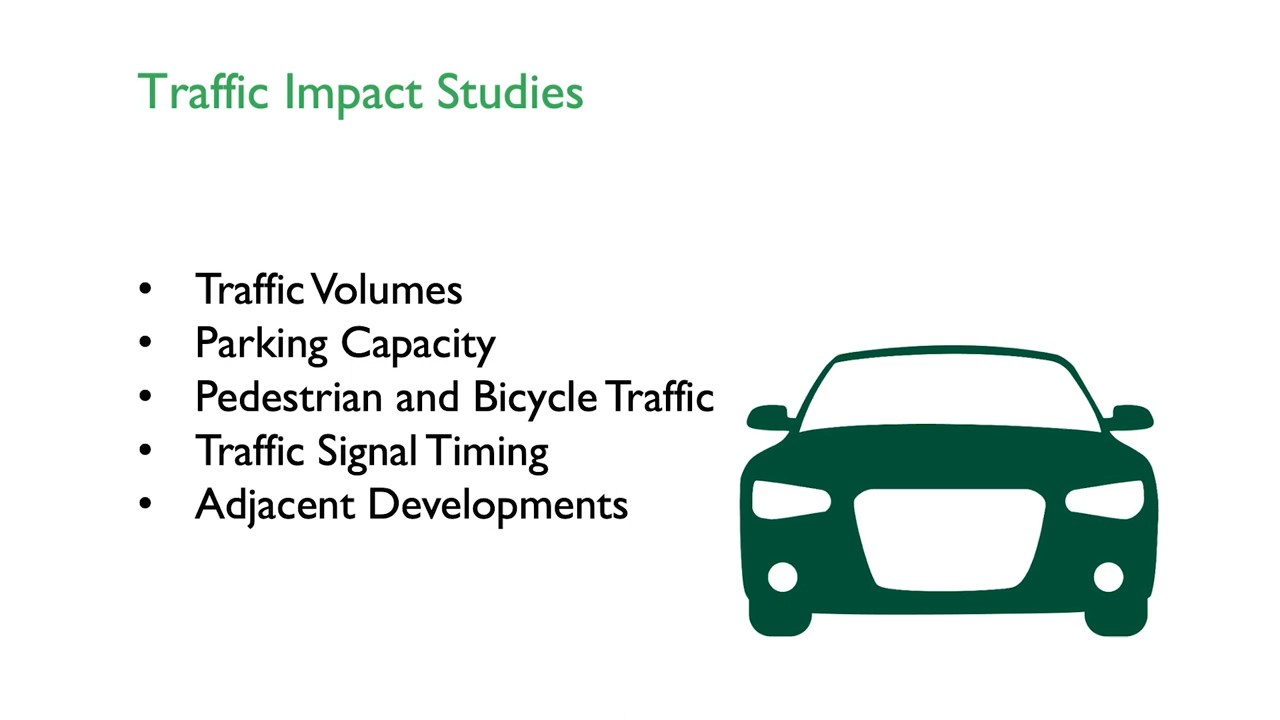 Traffic Impact Studies
• Traffic Volumes
• Parking Capacity
• Pedestrian and Bicycle Traffic
• Traffic Signal Timing
• Adjacent Developments